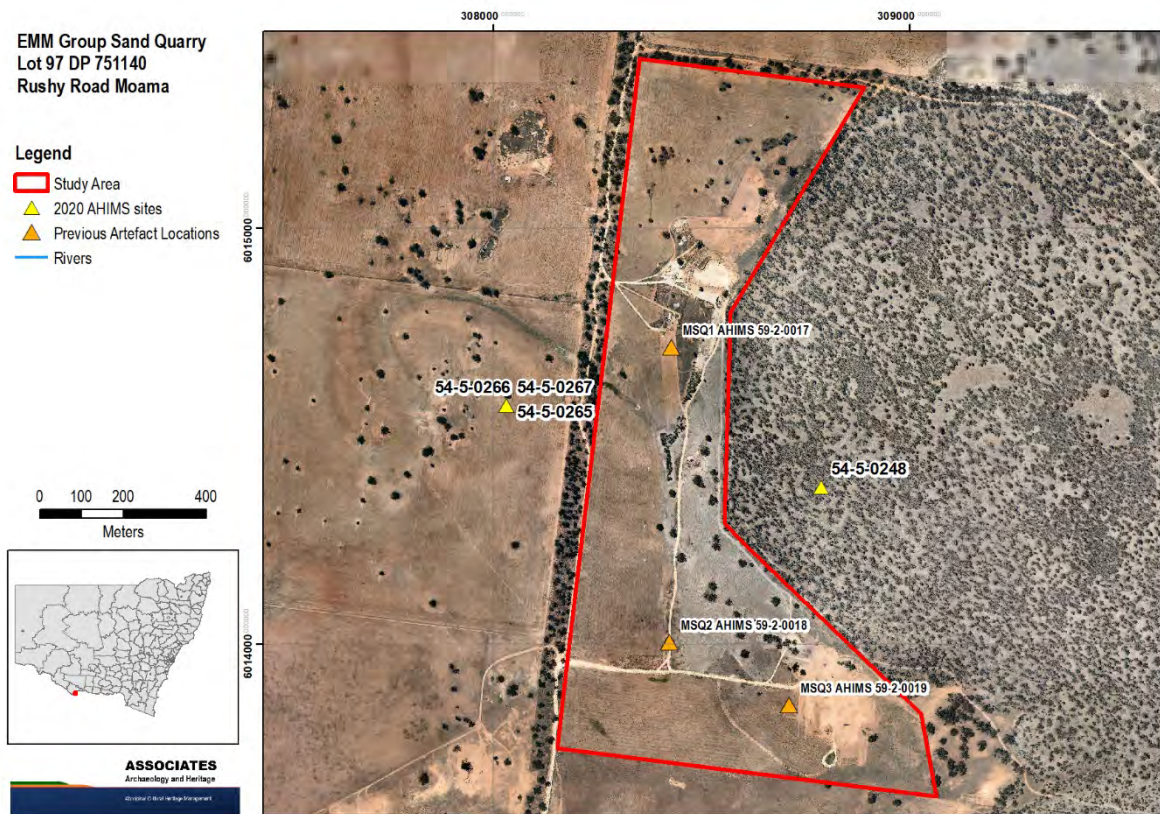 EMM Group Sand Quarry
Lot 97 DP 751140
Rushy Road Moama
Legend
Study Area
2020 AHIMS sites
Previous Artefact Locations
Rivers
0 100 200 400
Meters
ASSOCIATES
Archaeology and Heritage
308000
309000
6015000
6014000
MSQ1 AHIMS 59-2-0017
54-5-0266 54-5-0267
54-5-0265
54-5-0248
MSQ2 AHIMS 59-2-0018
MSQ3 AHIMS 59-2-0019